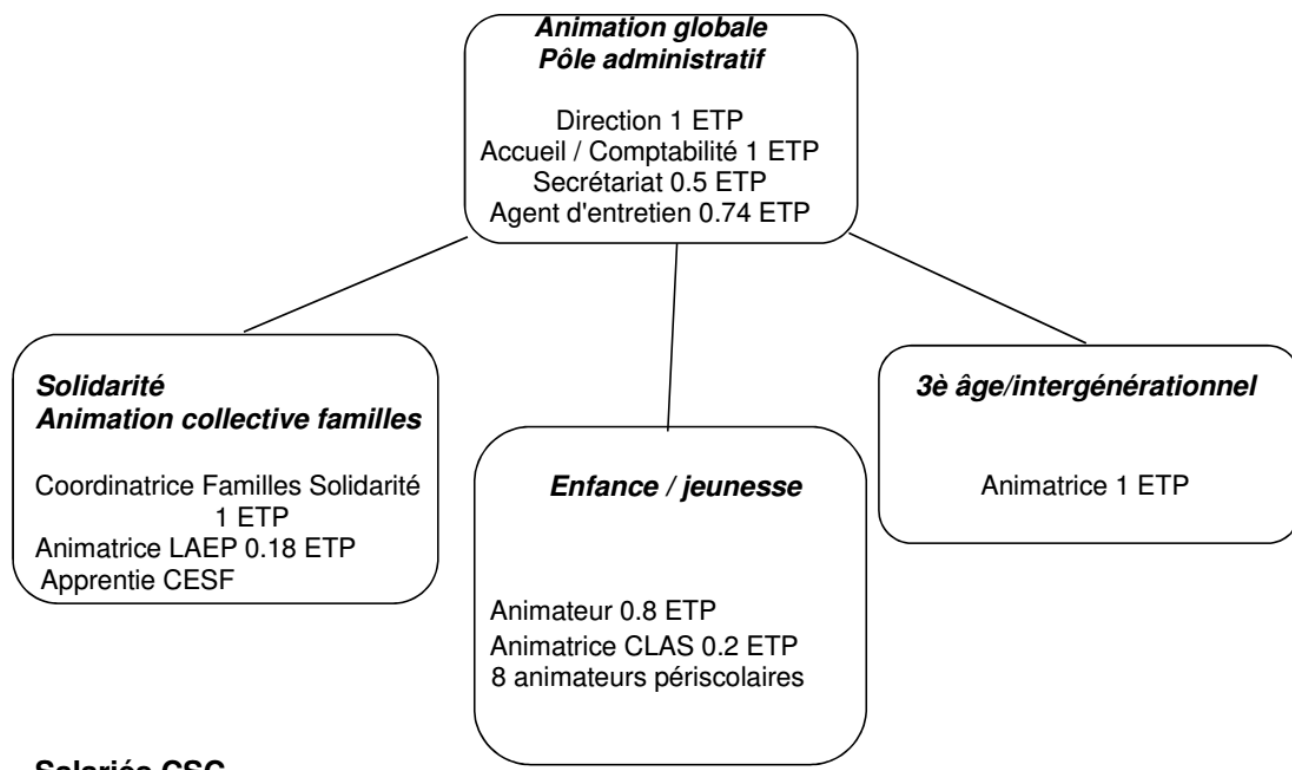 Animation globale
Pôle administratif
Direction 1 ETP
Accueil / Comptabilité 1 ETP
Secrétariat 0.5 ETP
Agent d'entretien 0.74 ETP
Solidarité
Animation collective familles
Coordinatrice Familles Solidarité
1 ETP
Animatrice LAEP 0.18 ETP
Apprentie CESF
Enfance / jeunesse
Animateur 0.8 ETP
Animatrice CLAS 0.2 ETP
8 animateurs périscolaires
3è âge/intergénérationnel
Animatrice 1 ETP
Salariés CSC